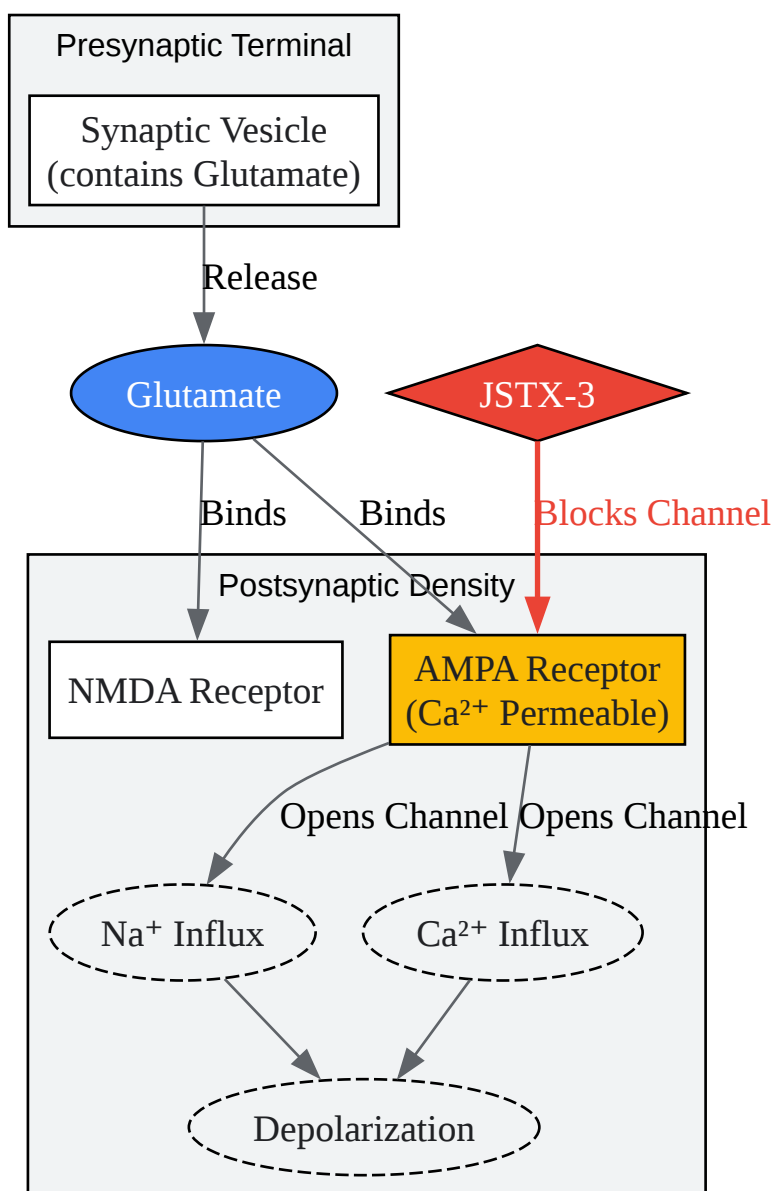 Presynaptic Terminal
Synaptic Vesicle
(contains Glutamate)
Release
Glutamate
JSTX-3
Binds
Binds
Blocks Channel
Postsynaptic Density
NMDA Receptor
AMPA Receptor
(Ca²⁺ Permeable)
Opens Channel
Opens Channel
Na⁺ Influx
Ca²⁺ Influx
Depolarization